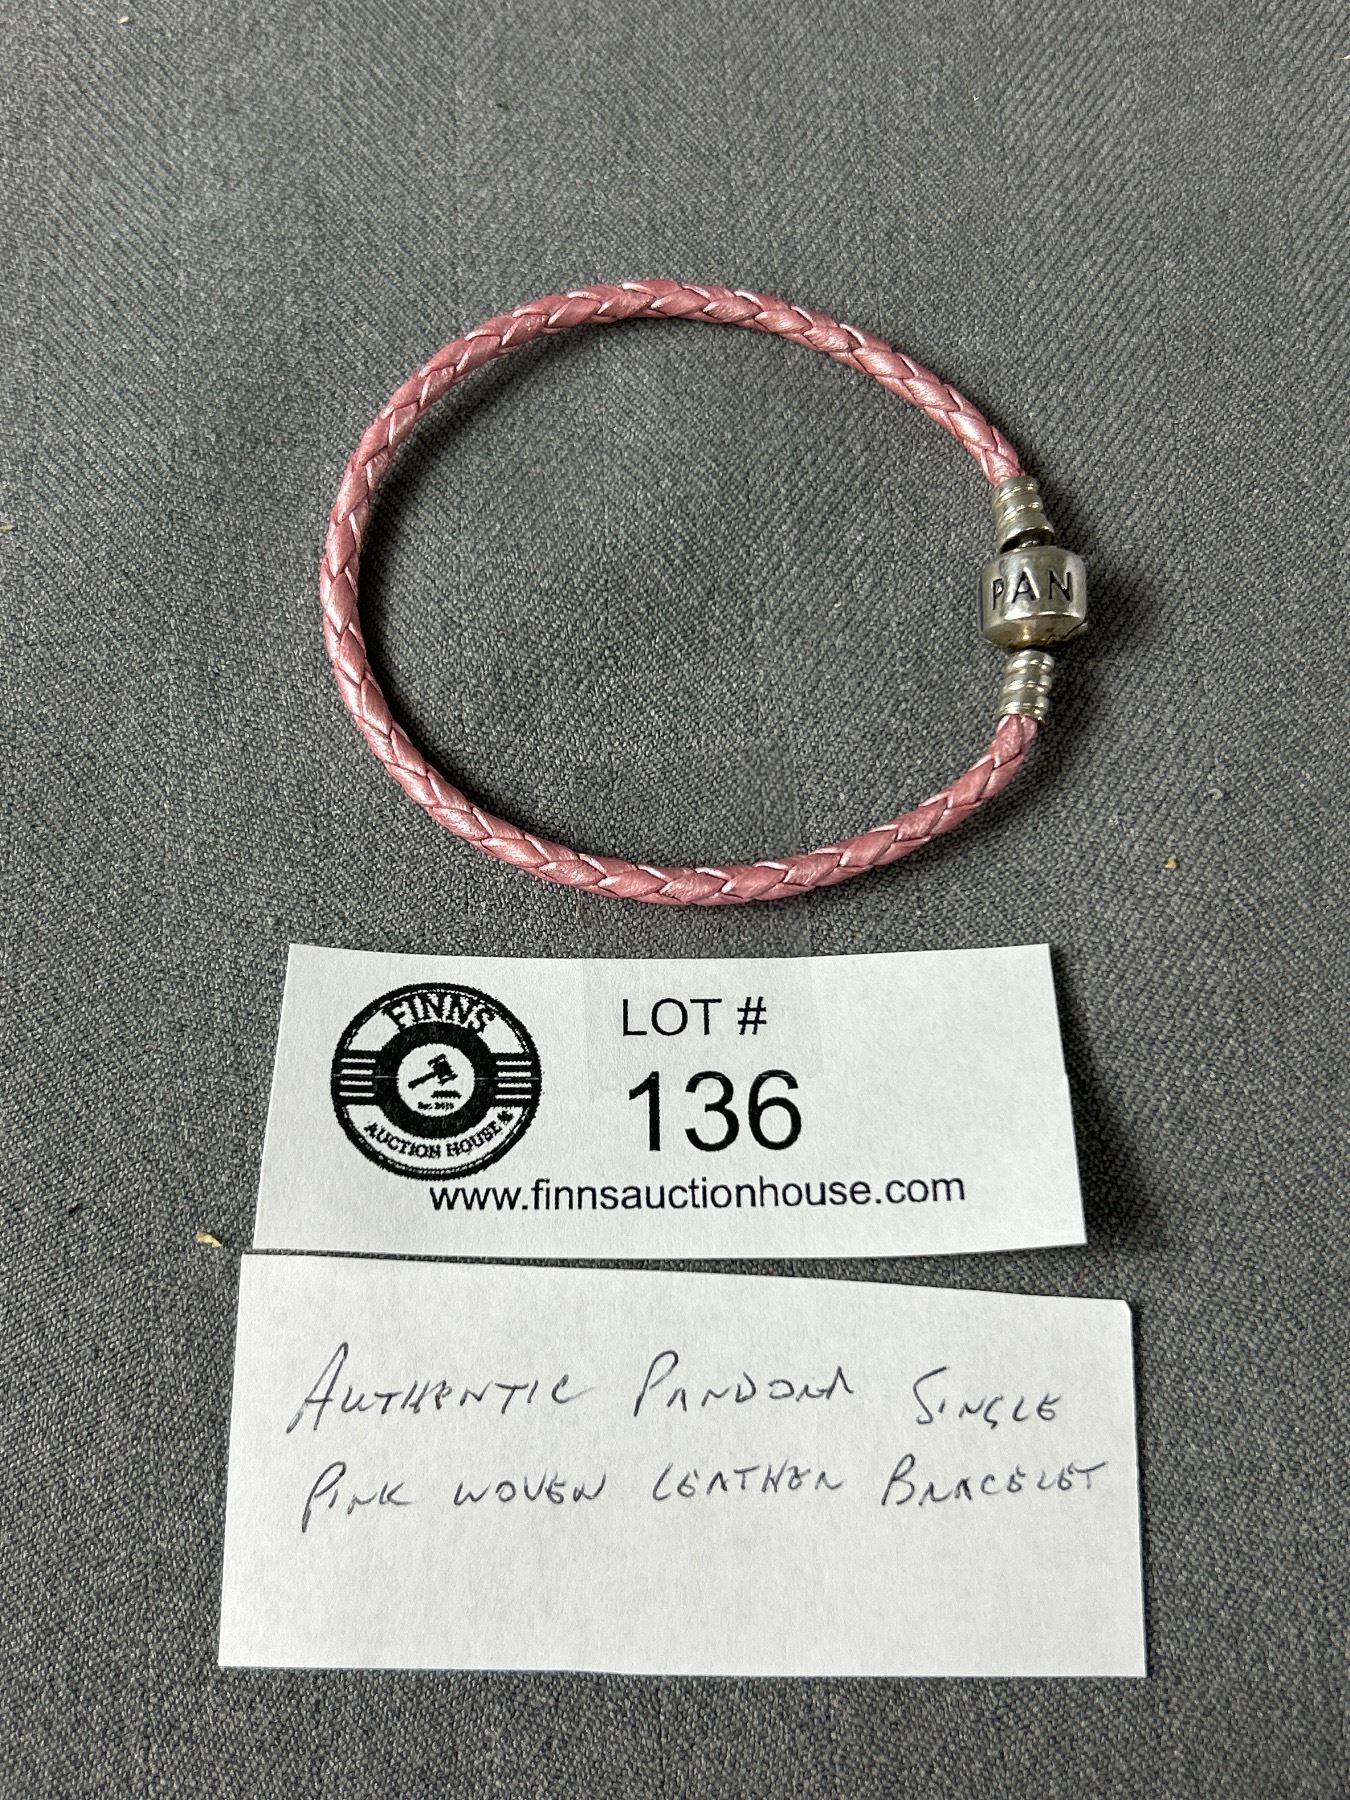 PAN
FINNS
AUCTION HOUSE
LOT #
136
www.finnsauctionhouse.com
AUTHENTIC PANDORA SINGLE
PINK WOVEN LEATHER BRACELET